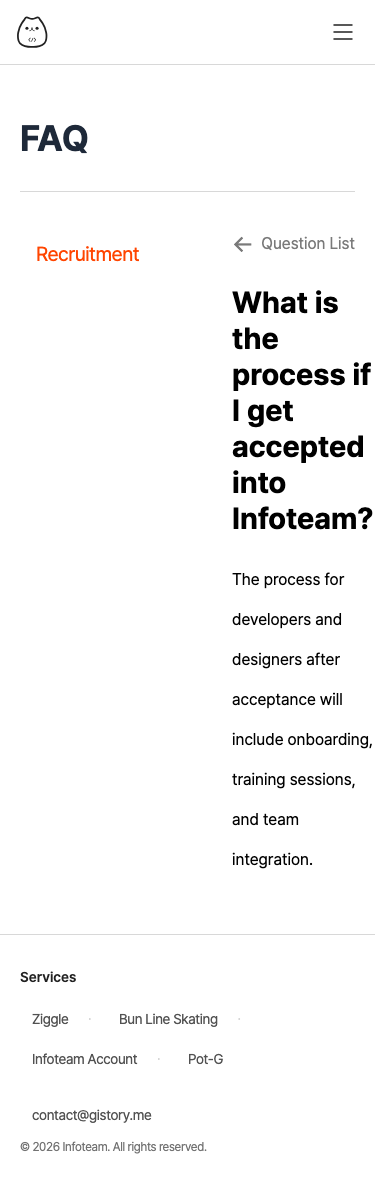 FAQ
Recruitment
Question List
What is
the
process if
I get
accepted
into
Infoteam?
The process for
developers and
designers after
acceptance will
include onboarding,
training sessions,
and team
integration.
Services
Ziggle · Bun Line Skating ·
Infoteam Account · Pot-G
contact@gistory.me
© 2026 Infoteam. All rights reserved.